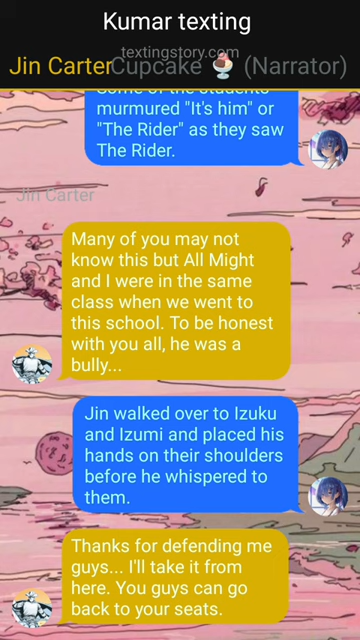 Kumar texting
textingstory.com
Jin Carter Cupcake 🍨 (Narrator)
Some of the students
murmured "It's him" or
"The Rider" as they saw
The Rider.
Jin Carter
Many of you may not
know this but All Might
and I were in the same
class when we went to
this school. To be honest
with you all, he was a
bully...
Jin walked over to Izuku
and Izumi and placed his
hands on their shoulders
before he whispered to
them.
Thanks for defending me
guys... I'll take it from
here. You guys can go
back to your seats.